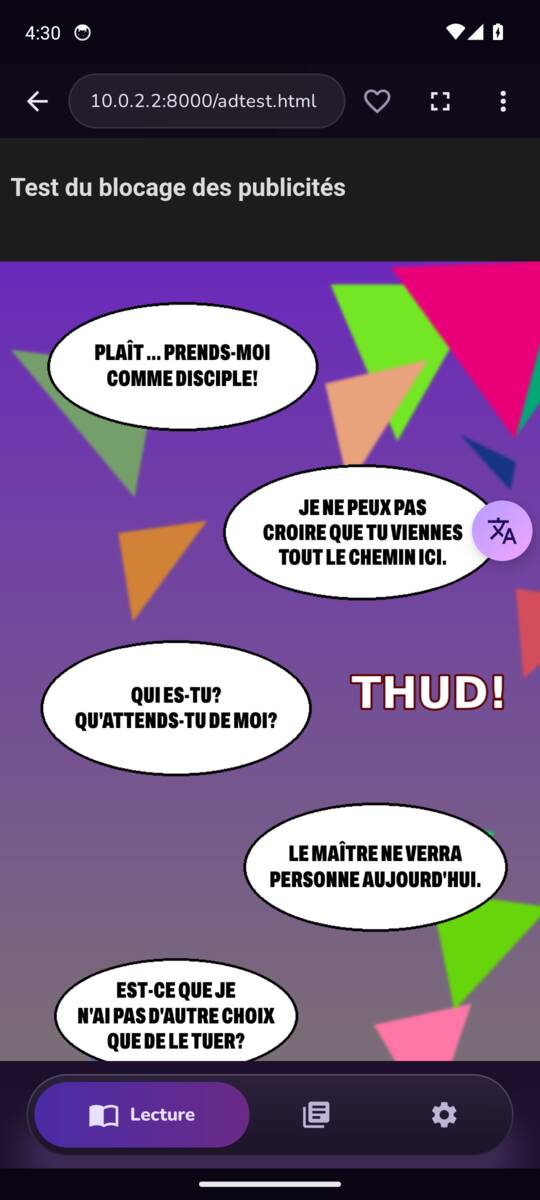 4:30
10.0.2.2:8000/adtest.html
Test du blocage des publicités
PLAÎT ... PRENDS-MOI
COMME DISCIPLE!
JE NE PEUX PAS
CROIRE QUE TU VIENNES
TOUT LE CHEMIN ICI.
QUI ES-TU?
QU'ATTENDS-TU DE MOI?
THUD!
LE MAÎTRE NE VERRA
PERSONNE AUJOURD'HUI.
EST-CE QUE JE
N'AI PAS D'AUTRE CHOIX
QUE DE LE TUER?
Lecture